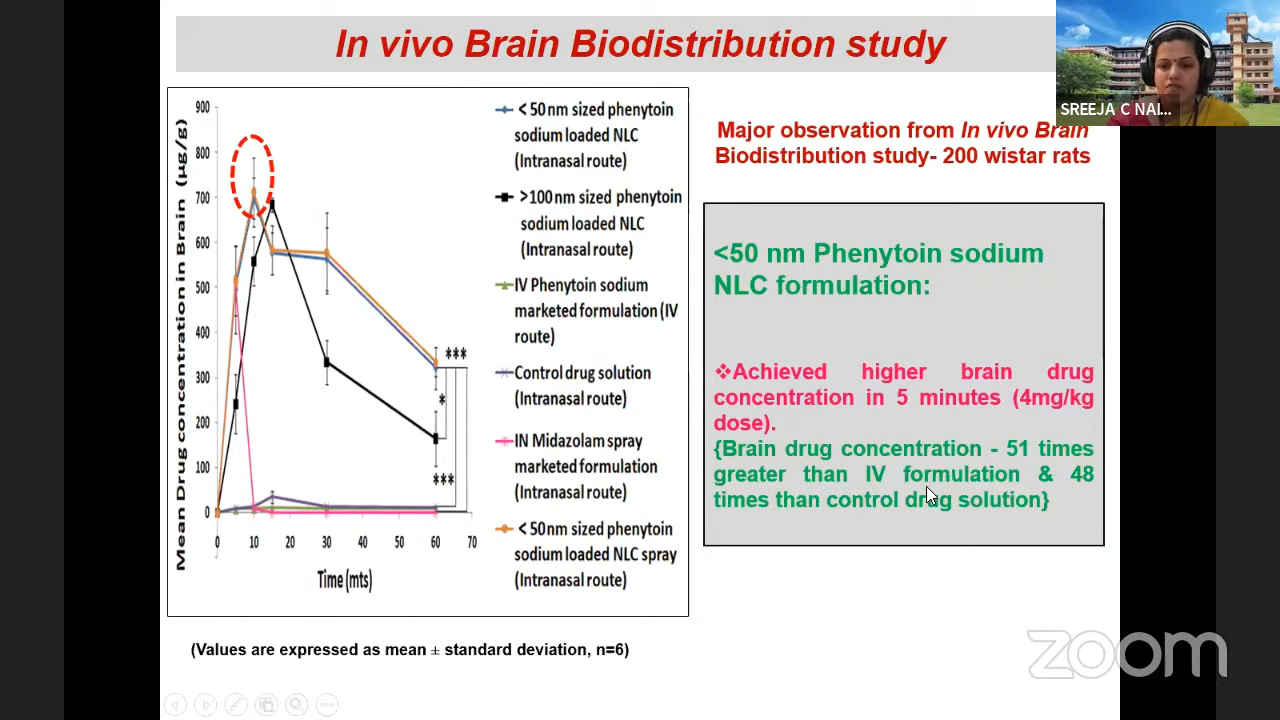 In vivo Brain Biodistribution study
SREEJA C NAI...
900
800
700
600
500
400
300
200
100
0
Mean Drug concentration in Brain (µg/g)
0 10 20 30 40 50 60 70
Time (mts)
***
*
***
< 50nm sized phenytoin
sodium loaded NLC
(Intranasal route)
>100nm sized phenytoin
sodium loaded NLC
(Intranasal route)
IV Phenytoin sodium
marketed formulation (IV
route)
Control drug solution
(Intranasal route)
IN Midazolam spray
marketed formulation
(Intranasal route)
< 50nm sized phenytoin
sodium loaded NLC spray
(Intranasal route)
(Values are expressed as mean ± standard deviation, n=6)
Major observation from In vivo Brain
Biodistribution study- 200 wistar rats
<50 nm Phenytoin sodium
NLC formulation:
❖Achieved higher brain drug
concentration in 5 minutes (4mg/kg
dose).
{Brain drug concentration - 51 times
greater than IV formulation & 48
times than control drug solution}
zoom